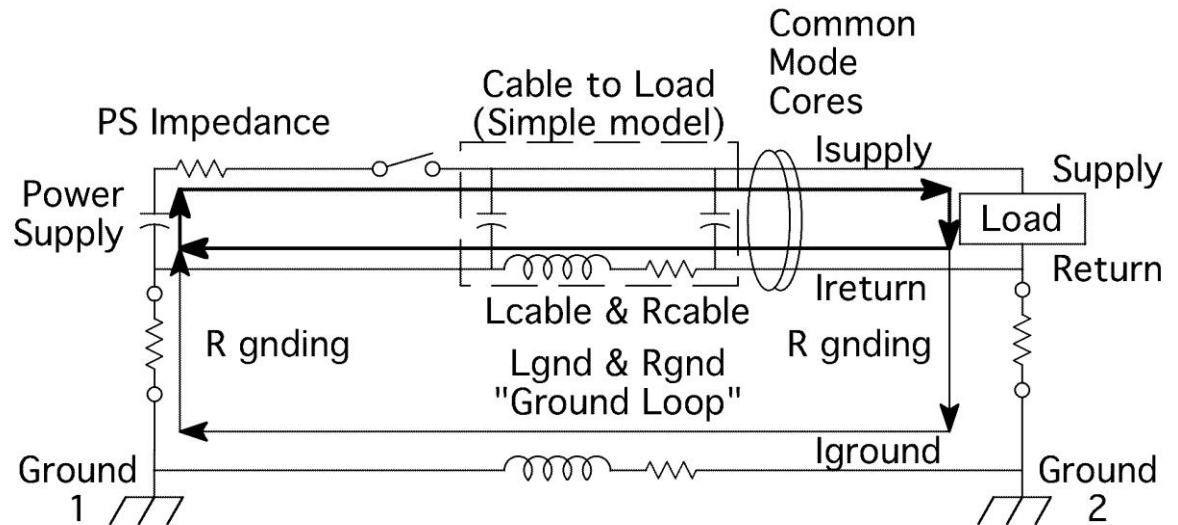 Common
Mode
Cores
Cable to Load
(Simple model)
PS Impedance
Isupply
Supply
Power
Supply
Load
Return
Ireturn
Lcable & Rcable
R gnding
R gnding
Lgnd & Rgnd
"Ground Loop"
Iground
Ground
1
Ground
2